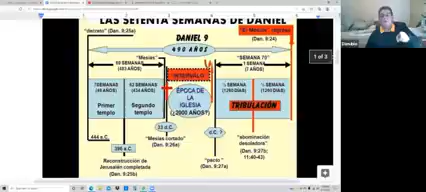 LAS SETENTA SEMANAS DE DANIEL
"decreto" (Dan. 9:25a)
DANIEL 9
(Dan. 9:24)
490 AÑOS
"Mesías"
69 SEMANAS
(483 AÑOS)
"SEMANA 70"
1 SEMANA
(7 AÑOS)
INTERVALO
7 SEMANAS
(49 AÑOS)
62 SEMANAS
(434 AÑOS)
½ SEMANA
(1260 DÍAS)
½ SEMANA
(1260 DÍAS)
Primer
templo
Segundo
templo
ÉPOCA DE
LA
IGLESIA
(¿2000 AÑOS?)
TRIBULACIÓN
33 d.C.
d.C. ?
444 a.C.
396 a.C.
"Mesías cortado"
(Dan. 9:26a)
"pacto"
(Dan. 9:27a)
"abominación
desoladora"
(Dan. 9:27b;
11:40-43)
Reconstrucción de
Jerusalén completada
(Dan. 9:25b)
1 of 3